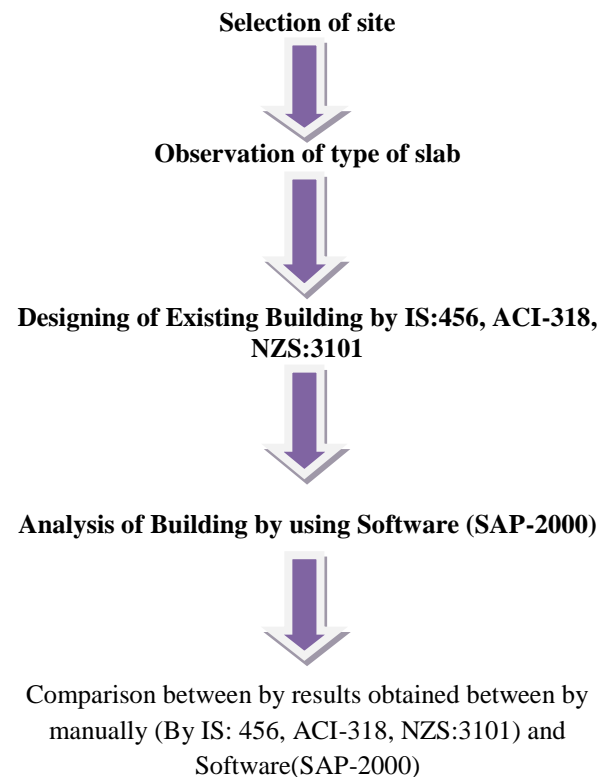 Selection of site
Observation of type of slab
Designing of Existing Building by IS:456, ACI-318,
NZS:3101
Analysis of Building by using Software (SAP-2000)
Comparison between by results obtained between by
manually (By IS: 456, ACI-318, NZS:3101) and
Software(SAP-2000)